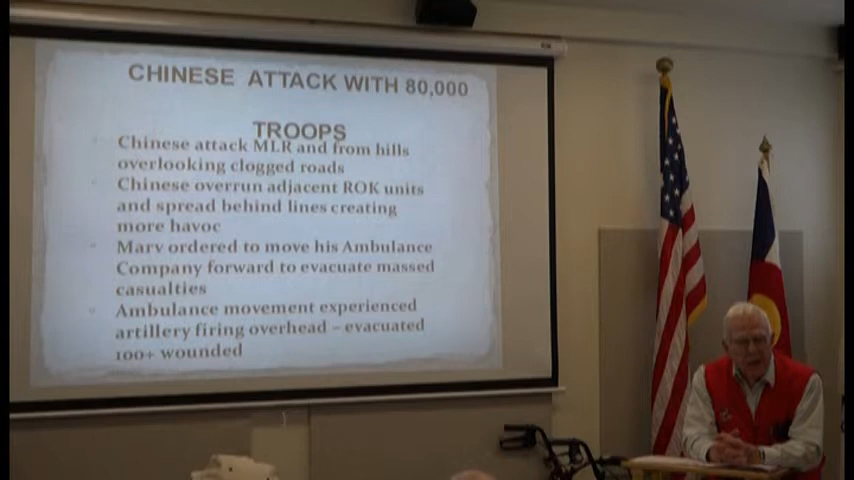 CHINESE ATTACK WITH 80,000
TROOPS
Chinese attack MLR and from hills
overlooking clogged roads
Chinese overrun adjacent ROK units
and spread behind lines creating
more havoc
Marv ordered to move his Ambulance
Company forward to evacuate massed
casualties
Ambulance movement experienced
artillery firing overhead – evacuated
100+ wounded